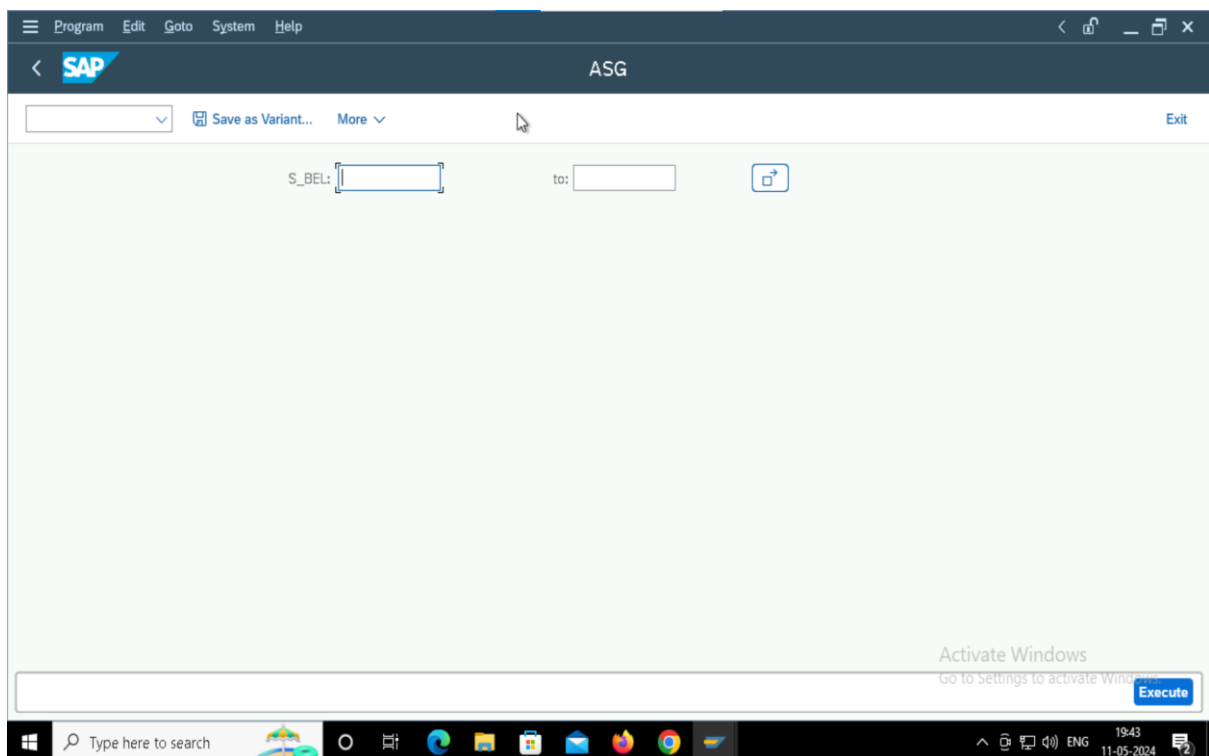 Program Edit Goto System Help
SAP ASG
Save as Variant... More Exit
S_BEL: to:
Activate Windows
Go to Settings to activate Windows.
Execute
Type here to search ENG 19:43
11-05-2024 2